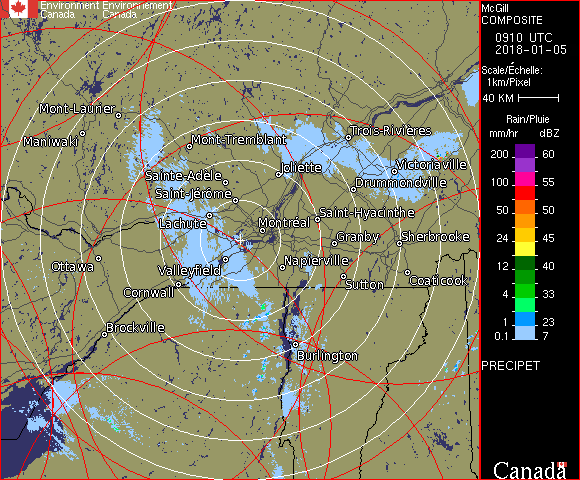 Environment Environnement
Canada Canada
McGill
COMPOSITE
0910 UTC
2018-01-05
Scale/Échelle:
1km/Pixel
40 KM
Rain/Pluie
mm/hr dBZ
200 60
100 55
50 50
24 45
12 40
4 33
1 23
0.1 7
PRECIPET
Canada
Mont-Laurier
Maniwaki
Mont-Tremblant
Trois-Rivières
Joliette
Victoriaville
Sainte-Adèle
Drummondville
Saint-Jérôme
Lachute
Saint-Hyacinthe
Montréal
Granby
Sherbrooke
Ottawa
Valleyfield
Napierville
Sutton
Coaticook
Cornwall
Brockville
Burlington